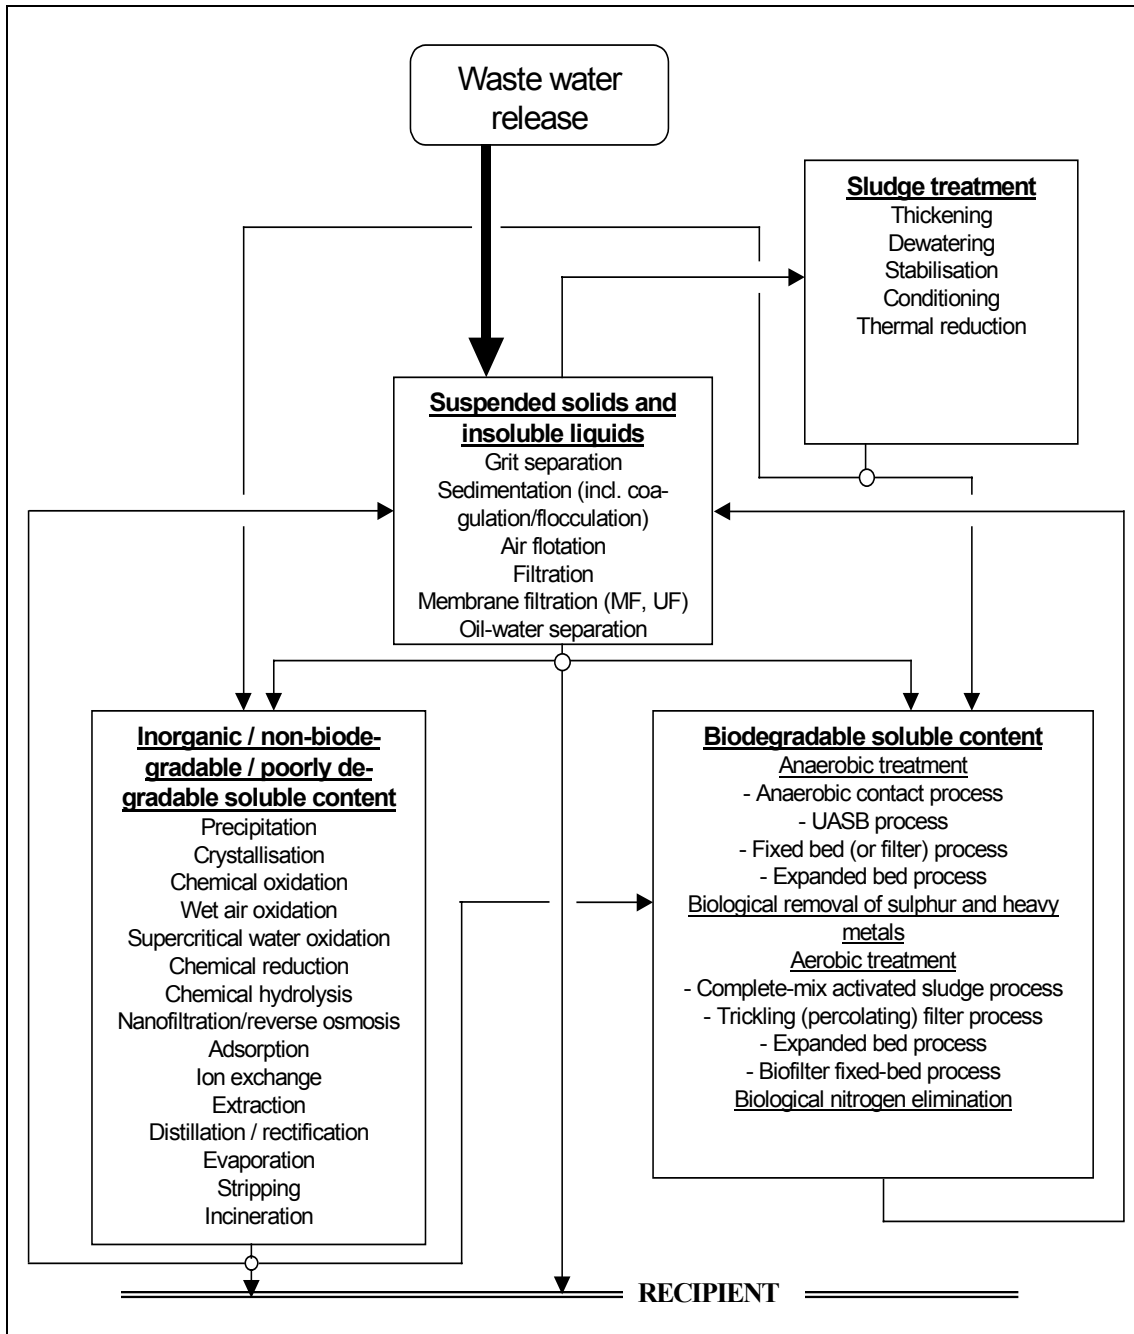 Waste water
release
Sludge treatment
Thickening
Dewatering
Stabilisation
Conditioning
Thermal reduction
Suspended solids and
insoluble liquids
Grit separation
Sedimentation (incl. coa-
gulation/flocculation)
Air flotation
Filtration
Membrane filtration (MF, UF)
Oil-water separation
Inorganic / non-biode-
gradable / poorly de-
gradable soluble content
Precipitation
Crystallisation
Chemical oxidation
Wet air oxidation
Supercritical water oxidation
Chemical reduction
Chemical hydrolysis
Nanofiltration/reverse osmosis
Adsorption
Ion exchange
Extraction
Distillation / rectification
Evaporation
Stripping
Incineration
Biodegradable soluble content
Anaerobic treatment
- Anaerobic contact process
- UASB process
- Fixed bed (or filter) process
- Expanded bed process
Biological removal of sulphur and heavy
metals
Aerobic treatment
- Complete-mix activated sludge process
- Trickling (percolating) filter process
- Expanded bed process
- Biofilter fixed-bed process
Biological nitrogen elimination
RECIPIENT